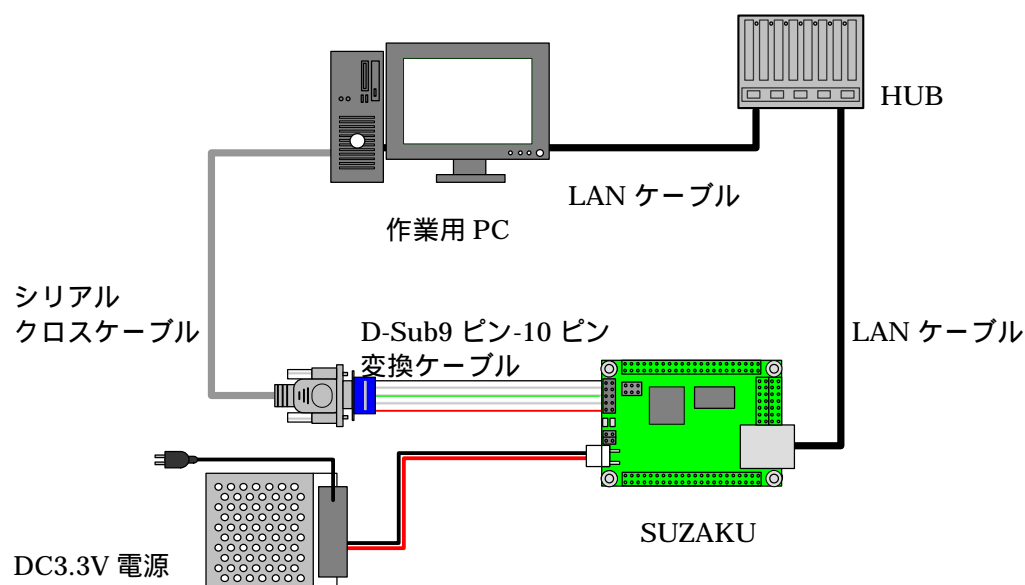 HUB
LAN ケーブル
作業用 PC
シリアル
クロスケーブル
D-Sub9 ピン-10 ピン
変換ケーブル
LAN ケーブル
SUZAKU
DC3.3V 電源